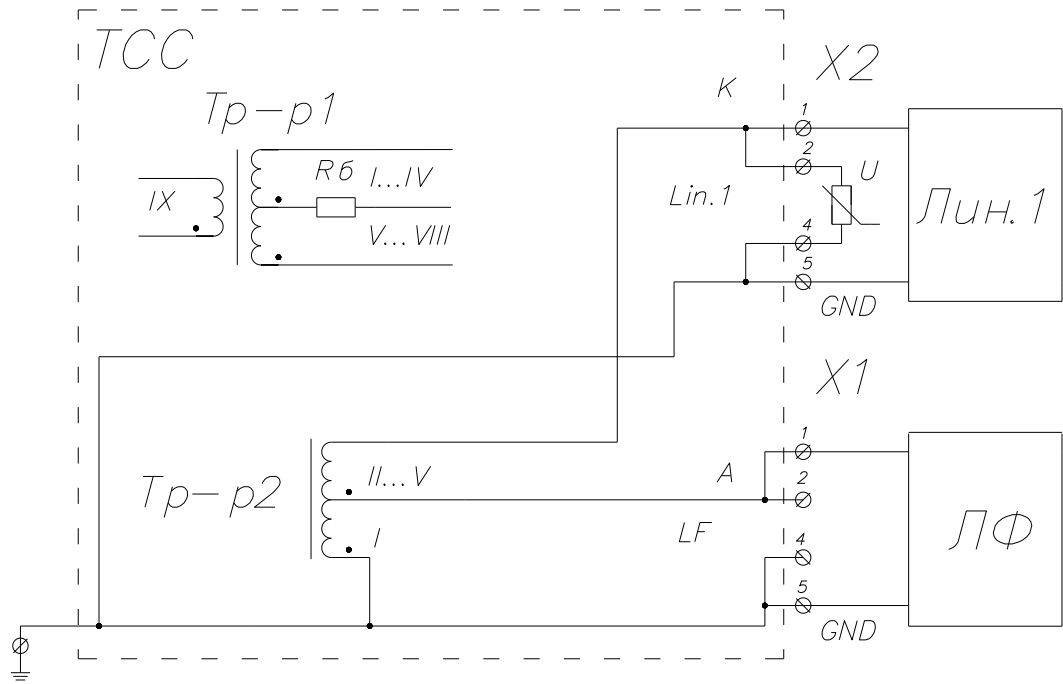 ТСС
Тр-р1
IX
Rб
I...IV
V...VIII
K
X2
1
2
U
Lin.1
4
5
GND
Лин.1
X1
Тр-р2
II...V
I
A
LF
1
2
4
5
GND
ЛФ